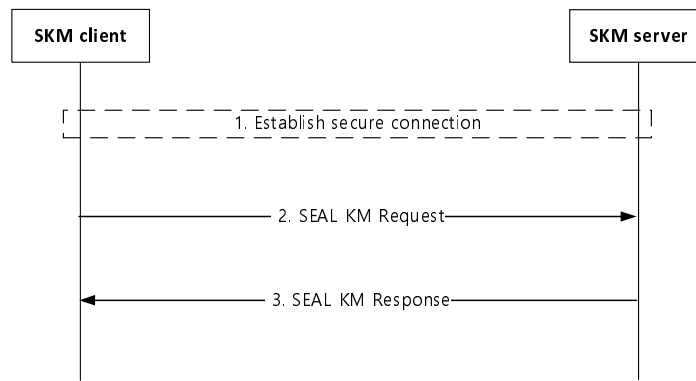 SKM client
SKM server
1. Establish secure connection
2. SEAL KM Request
3. SEAL KM Response